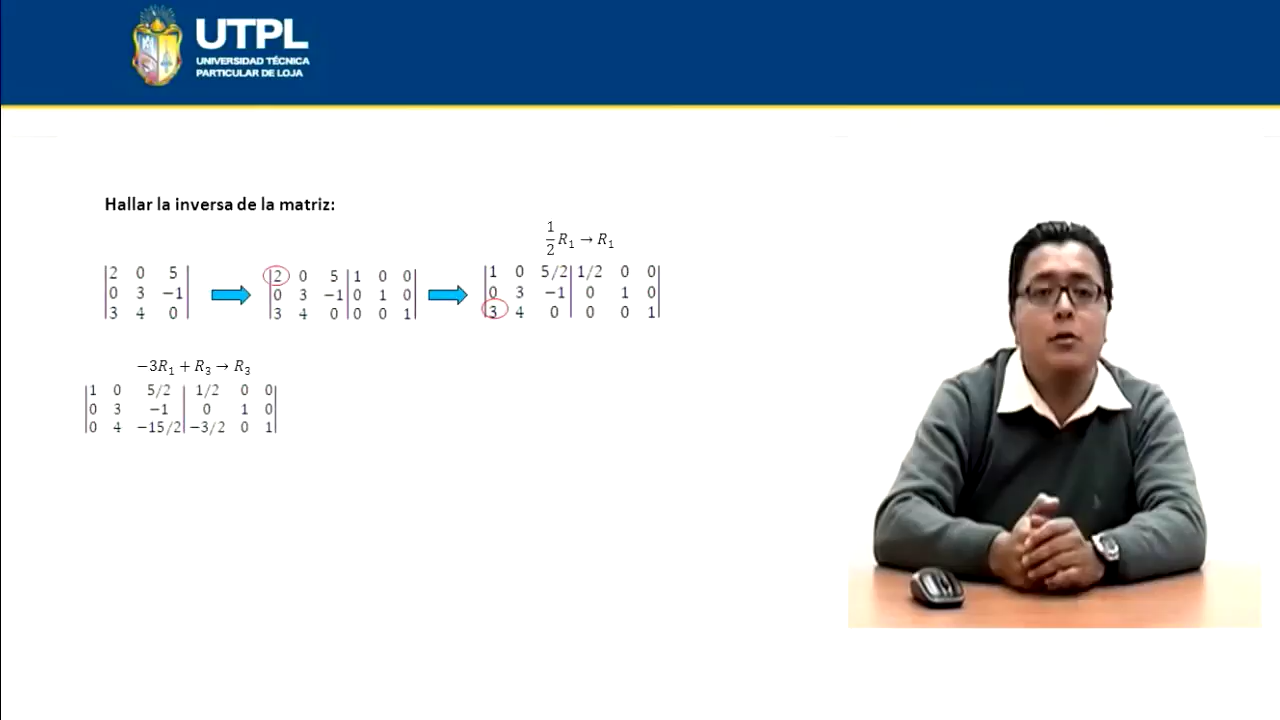 UTPL
UNIVERSIDAD TÉCNICA
PARTICULAR DE LOJA
Hallar la inversa de la matriz:
|2 0 5|
|0 3 −1|
|3 4 0|
|2 0 5|1 0 0|
|0 3 −1|0 1 0|
|3 4 0|0 0 1|
1/2 R₁ → R₁
|1 0 5/2|1/2 0 0|
|0 3 −1|0 1 0|
|3 4 0|0 0 1|
−3R₁ + R₃ → R₃
|1 0 5/2|1/2 0 0|
|0 3 −1|0 1 0|
|0 4 −15/2|−3/2 0 1|